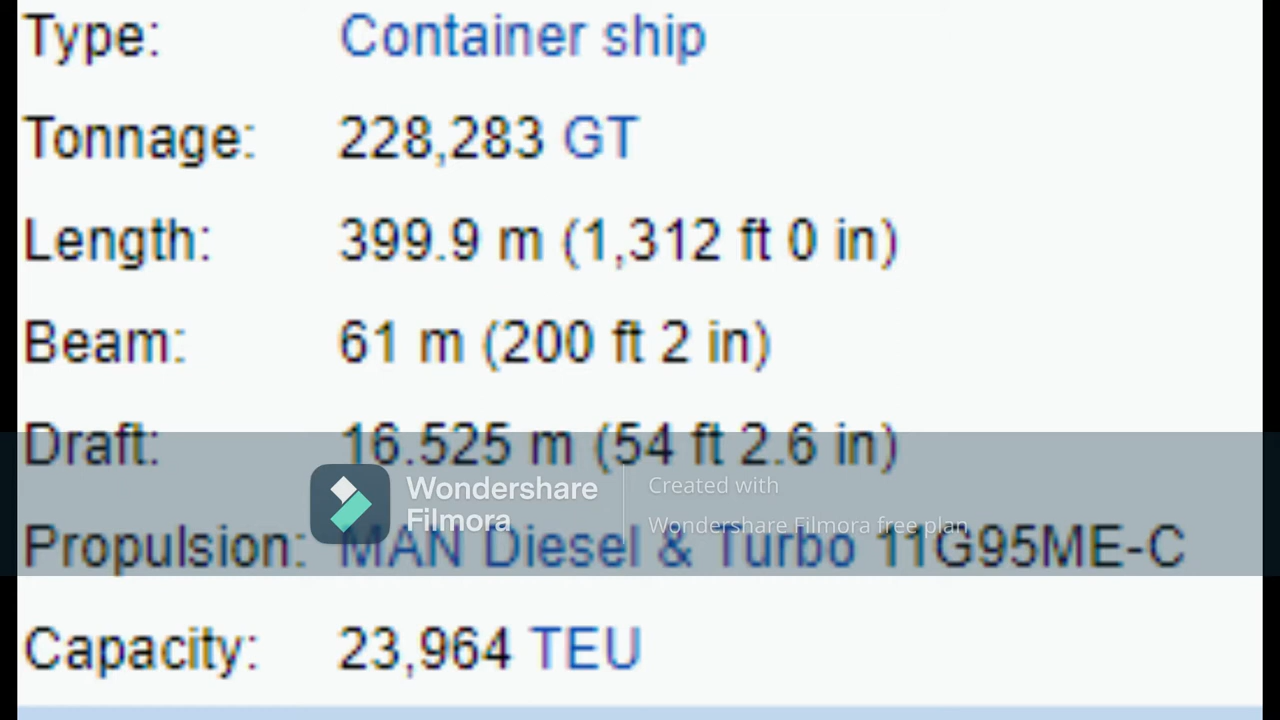 Type: Container ship
Tonnage: 228,283 GT
Length: 399.9 m (1,312 ft 0 in)
Beam: 61 m (200 ft 2 in)
Draft: 16.525 m (54 ft 2.6 in)
Wondershare
Filmora
Created with
Wondershare Filmora free plan
Propulsion: MAN Diesel & Turbo 11G95ME-C
Capacity: 23,964 TEU